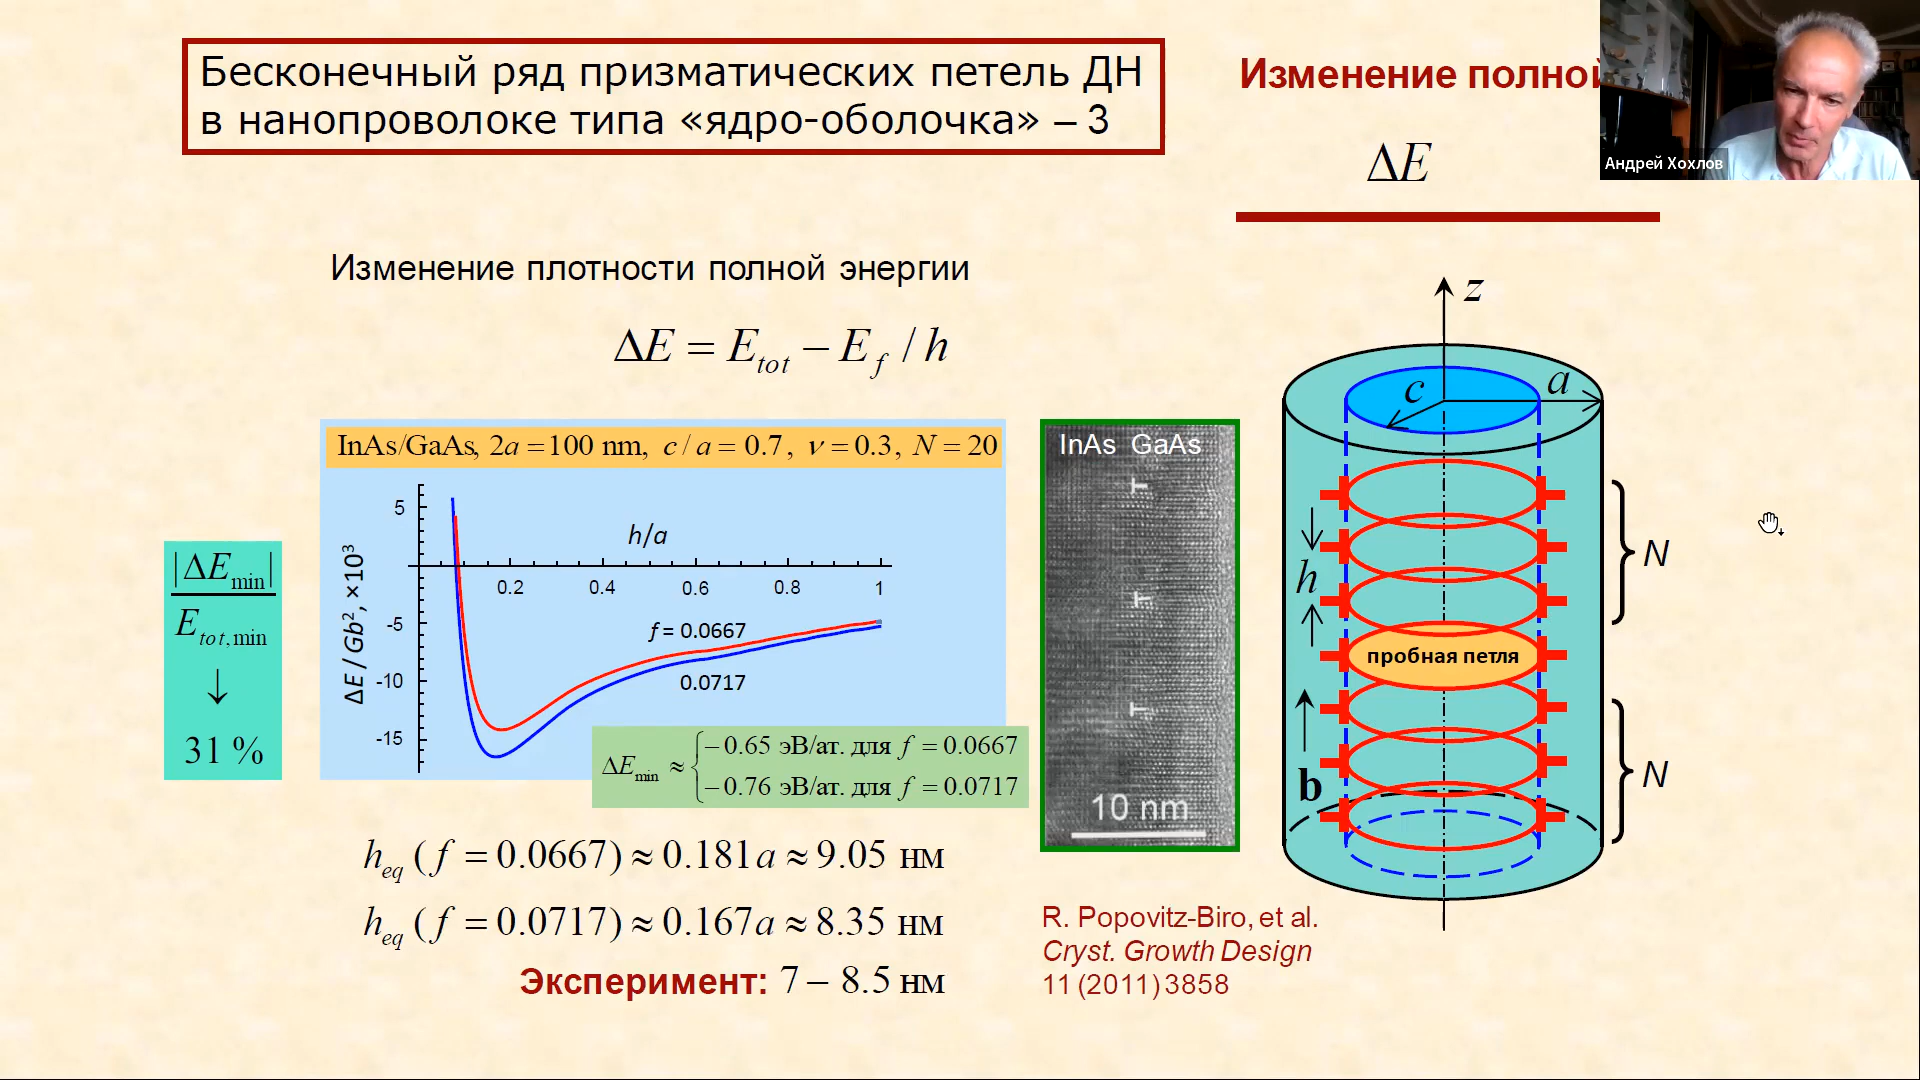 Бесконечный ряд призматических петель ДН
в нанопроволоке типа «ядро-оболочка» – 3
Изменение полной
ΔE
Андрей Хохлов
Изменение плотности полной энергии
ΔE = E_tot − E_f / h
InAs/GaAs, 2a = 100 nm, c / a = 0.7, ν = 0.3, N = 20
|ΔE_min|
E_tot,min
↓
31 %
ΔE / Gb², ×10³
h/a
5
-5
-10
-15
0.2
0.4
0.6
0.8
1
f = 0.0667
0.0717
ΔE_min ≈
− 0.65 эВ/ат. для f = 0.0667
− 0.76 эВ/ат. для f = 0.0717
h_eq (f = 0.0667) ≈ 0.181a ≈ 9.05 нм
h_eq (f = 0.0717) ≈ 0.167a ≈ 8.35 нм
Эксперимент: 7 – 8.5 нм
InAs GaAs
10 nm
R. Popovitz-Biro, et al.
Cryst. Growth Design
11 (2011) 3858
z
c
a
h
N
пробная петля
b
N